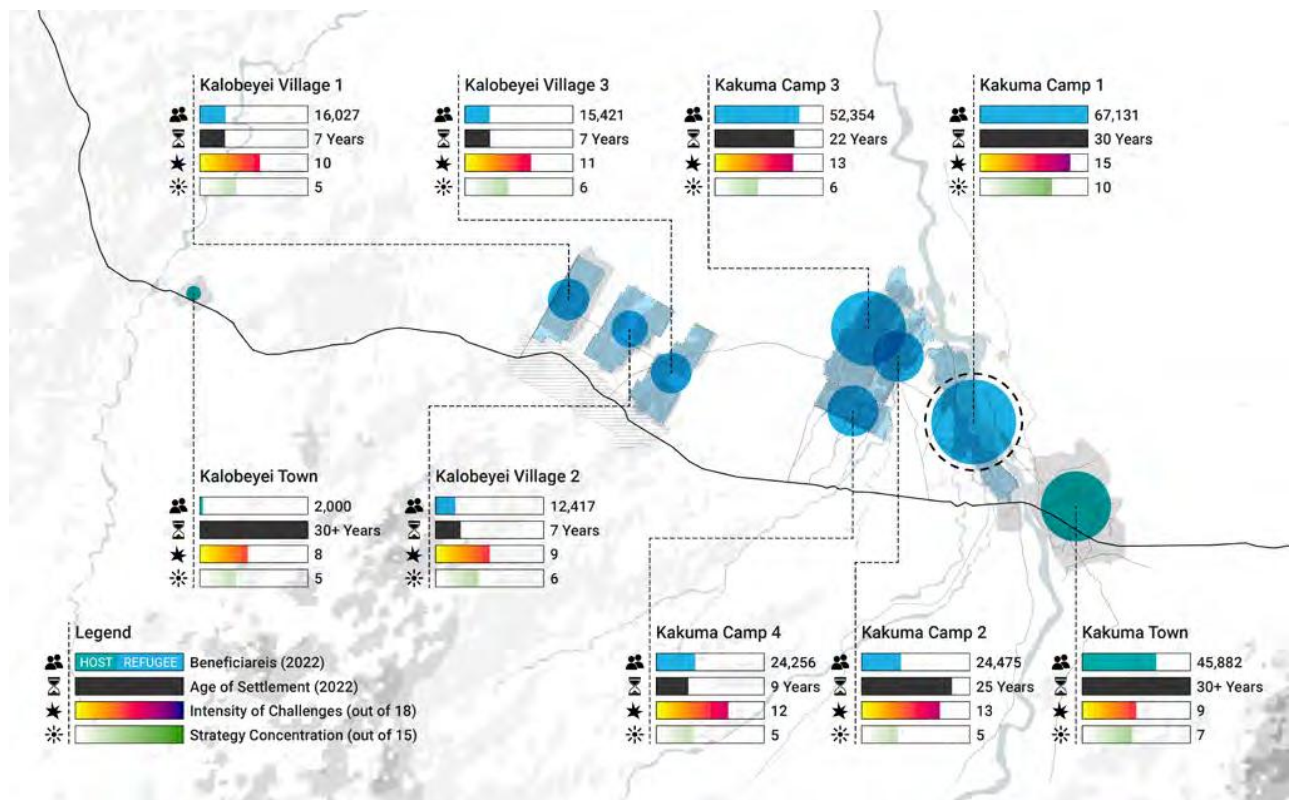 Kalobeyei Village 1
16,027
7 Years
10
5
Kalobeyei Village 3
15,421
7 Years
11
6
Kakuma Camp 3
52,354
22 Years
13
6
Kakuma Camp 1
67,131
30 Years
15
10
Kalobeyei Town
2,000
30+ Years
8
5
Kalobeyei Village 2
12,417
7 Years
9
6
Legend
HOST REFUGEE Beneficiareis (2022)
Age of Settlement (2022)
Intensity of Challenges (out of 18)
Strategy Concentration (out of 15)
Kakuma Camp 4
24,256
9 Years
12
5
Kakuma Camp 2
24,475
25 Years
13
5
Kakuma Town
45,882
30+ Years
9
7